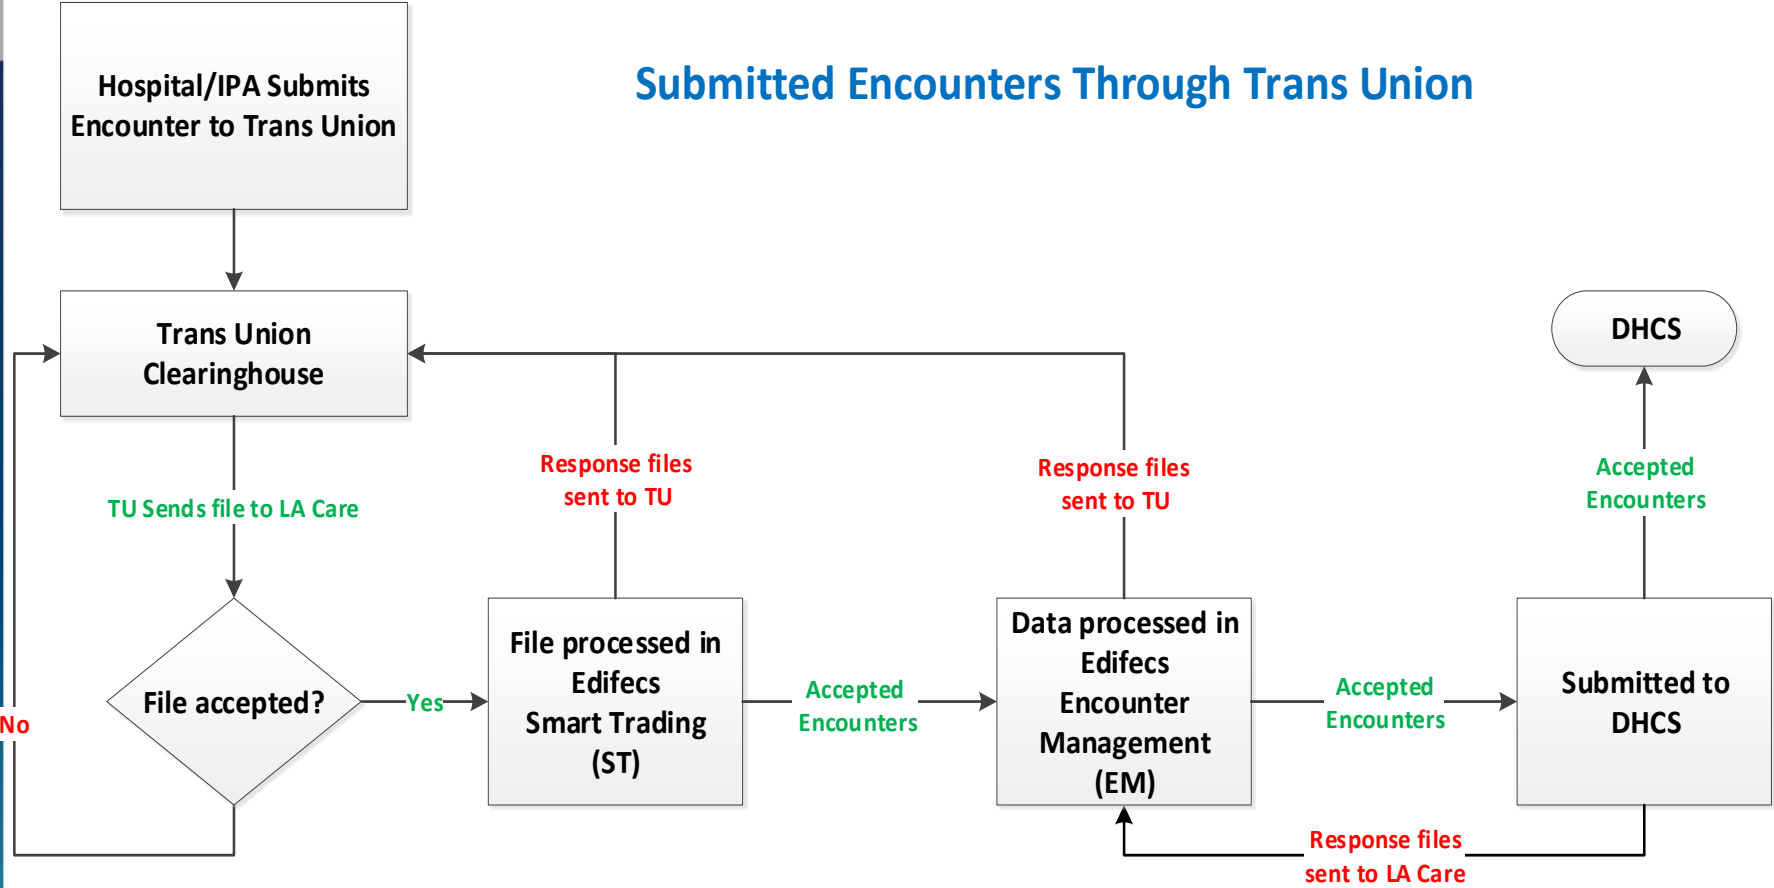 Hospital/IPA Submits
Encounter to Trans Union
Submitted Encounters Through Trans Union
Trans Union
Clearinghouse
DHCS
TU Sends file to LA Care
Response files
sent to TU
Response files
sent to TU
Accepted
Encounters
File accepted?
No
Yes
File processed in
Edifecs
Smart Trading
(ST)
Accepted
Encounters
Data processed in
Edifecs
Encounter
Management
(EM)
Accepted
Encounters
Submitted to
DHCS
Response files
sent to LA Care